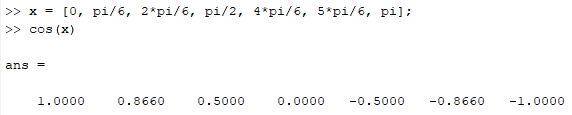 >> x = [0, pi/6, 2*pi/6, pi/2, 4*pi/6, 5*pi/6, pi];
>> cos(x)
ans =
1.0000 0.8660 0.5000 0.0000 -0.5000 -0.8660 -1.0000